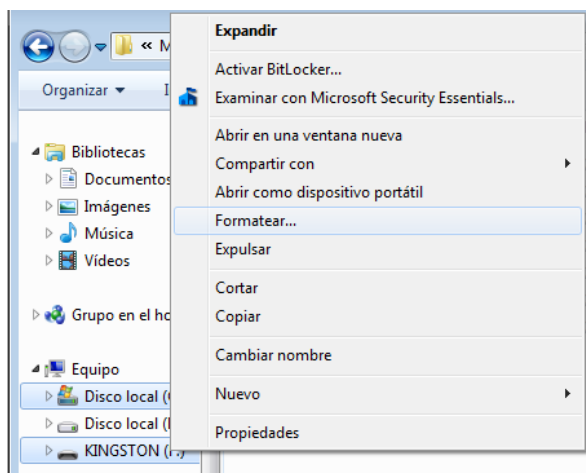 « M
Organizar
Bibliotecas
Documentos
Imágenes
Música
Vídeos
Grupo en el
Equipo
Disco local
Disco local
KINGSTON
Expandir
Activar BitLocker...
Examinar con Microsoft Security Essentials...
Abrir en una ventana nueva
Compartir con
Abrir como dispositivo portátil
Formatear...
Expulsar
Cortar
Copiar
Cambiar nombre
Nuevo
Propiedades